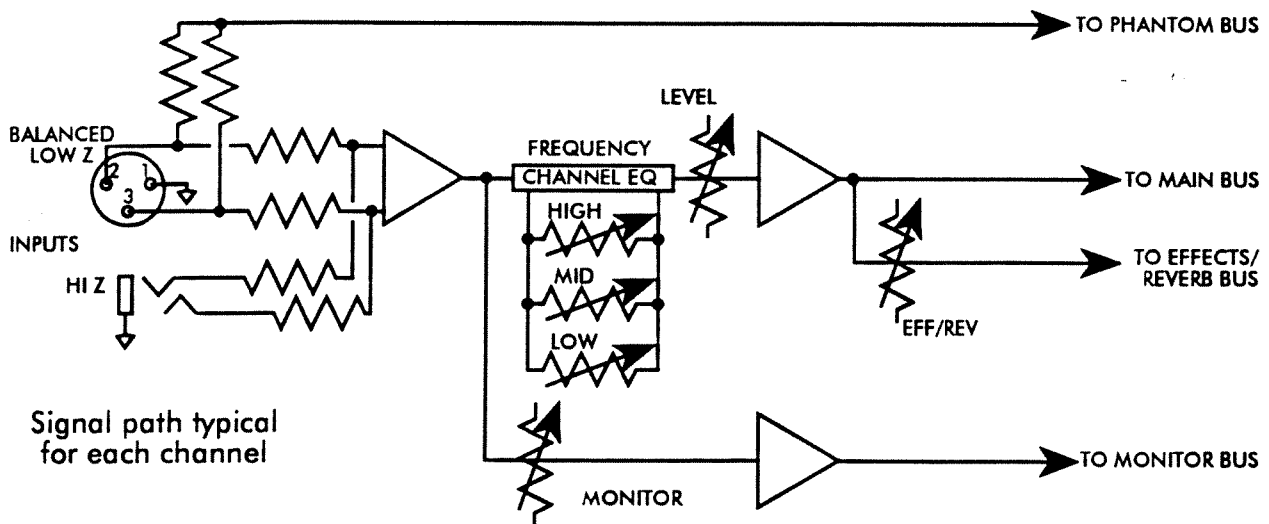 TO PHANTOM BUS
LEVEL
BALANCED
LOW Z
2
1
3
FREQUENCY
CHANNEL EQ
TO MAIN BUS
HIGH
INPUTS
TO EFFECTS/
REVERB BUS
HI Z
MID
EFF/REV
LOW
Signal path typical
for each channel
TO MONITOR BUS
MONITOR